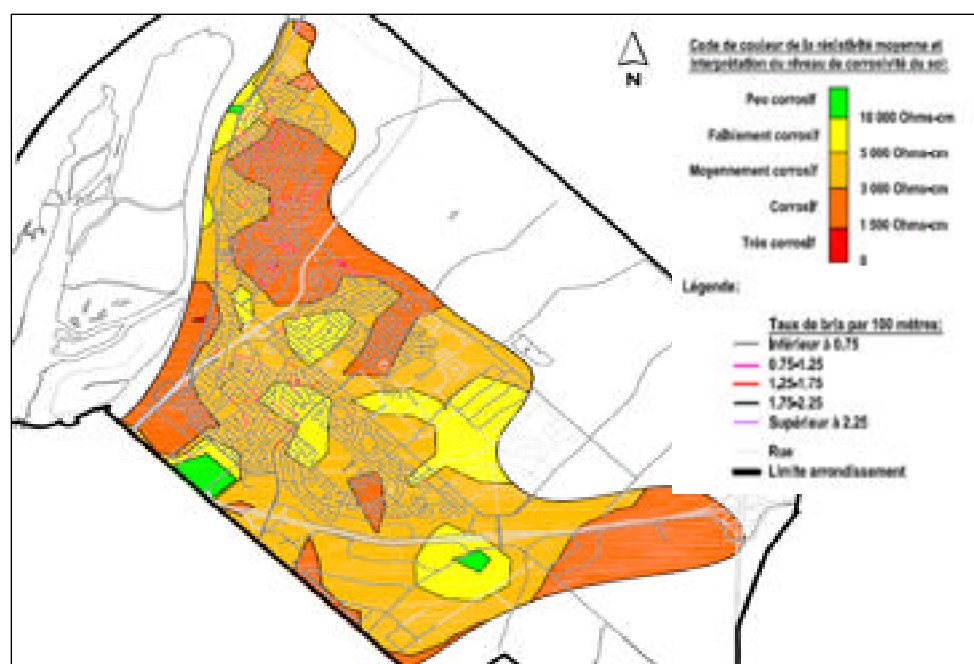 N
Code de couleur de la résistivité moyenne et
interprétation du niveau de corrosivité du sol:
Peu corrosif
10 000 Ohms-cm
Faiblement corrosif
5 000 Ohms-cm
Moyennement corrosif
3 000 Ohms-cm
Corrosif
1 500 Ohms-cm
Très corrosif
0
Légende:
Taux de bris par 100 mètres:
Inférieur à 0.75
0.75-1.25
1,25-1.75
1.75-2.25
Supérieur à 2.25
Rue
Limite arrondissement